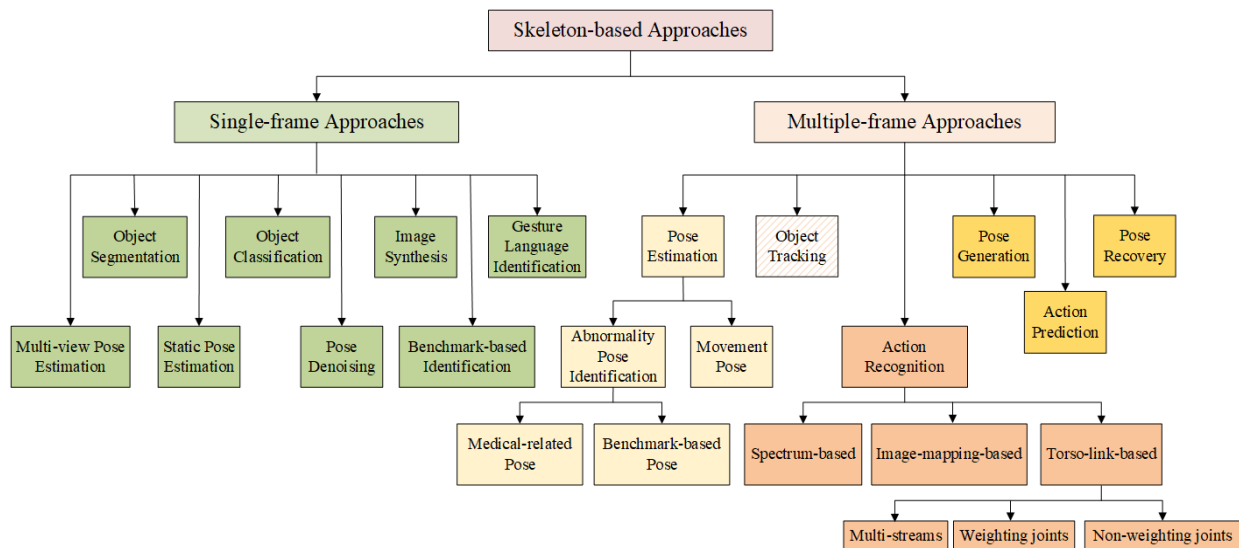 Skeleton-based Approaches
Single-frame Approaches
Multiple-frame Approaches
Object
Segmentation
Object
Classification
Image
Synthesis
Gesture
Language
Identification
Pose
Estimation
Object
Tracking
Pose
Generation
Pose
Recovery
Multi-view Pose
Estimation
Static Pose
Estimation
Pose
Denoising
Benchmark-based
Identification
Abnormality
Pose
Identification
Movement
Pose
Action
Recognition
Action
Prediction
Medical-related
Pose
Benchmark-based
Pose
Spectrum-based
Image-mapping-based
Torso-link-based
Multi-streams
Weighting joints
Non-weighting joints